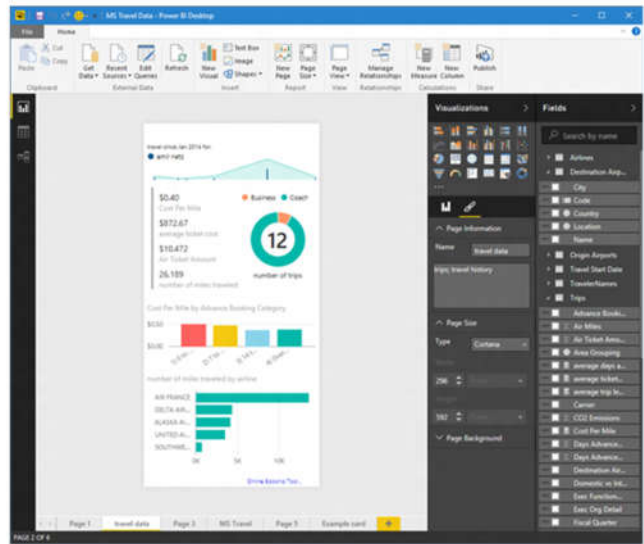 MS Travel Data - Power BI Desktop
File
Home
Paste
Cut
Copy
Get Data
Recent Sources
Edit Queries
Refresh
New Visual
Text Box
Image
Shapes
New Page
Page Size
Page View
Manage Relationships
New Measure
New Column
Publish
Clipboard
External Data
Insert
Report
View
Relationships
Calculations
Share
travel since Jan 2014 for:
amir netz
$0.40
Cost Per Mile
$872.67
average ticket cost
$10,472
Air Ticket Amount
26,189
number of miles traveled
Business
Coach
12
number of trips
Cost Per Mile by Advance Booking Category
$0.50
$0.00
number of miles traveled by airline
AIR FRANCE
DELTA AIR...
ALASKA AI...
UNITED AI...
SOUTHWE...
0K
5K
10K
Visualizations
Page Information
Name
travel data
trips; travel history
Page Size
Type
Cortana
296
592
Page Background
Fields
Search by name
Airlines
Destination Airp...
City
Code
Country
Location
Name
Origin Airports
Travel Start Date
TravelerNames
Trips
Advance Booki...
Air Miles
Air Ticket Amo...
Area Grouping
average days a...
average ticket...
average trip le...
Carrier
CO2 Emissions
Cost Per Mile
Days Advance...
Days Advance...
Destination Air...
Domestic vs Int...
Exec Function...
Exec Org Detail
Fiscal Quarter
Page 1
travel data
Page 3
MS Travel
Page 5
Example card
PAGE 2 OF 6